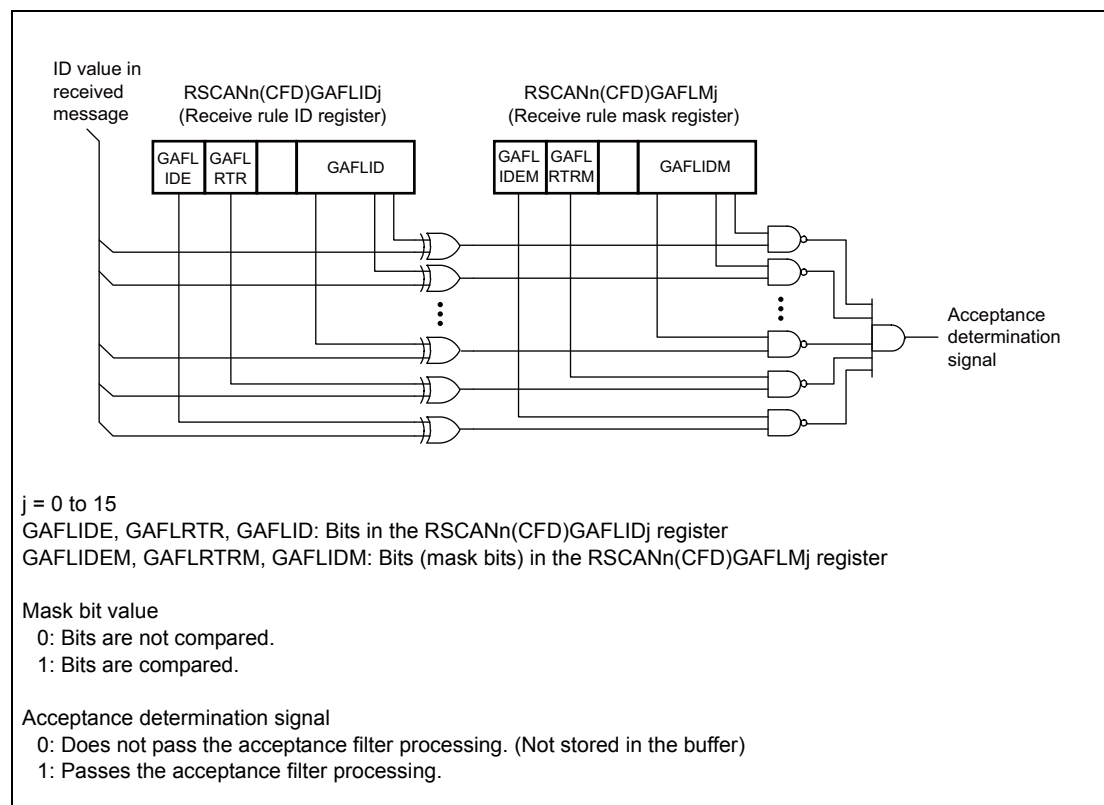 ID value in
received
message
RSCANn(CFD)GAFLIDj
(Receive rule ID register)
RSCANn(CFD)GAFLMj
(Receive rule mask register)
GAFL
IDE
GAFL
RTR
GAFLID
GAFL
IDEM
GAFL
RTRM
GAFLIDM
Acceptance
determination
signal
j = 0 to 15
GAFLIDE, GAFLRTR, GAFLID: Bits in the RSCANn(CFD)GAFLIDj register
GAFLIDEM, GAFLRTRM, GAFLIDM: Bits (mask bits) in the RSCANn(CFD)GAFLMj register
Mask bit value
0: Bits are not compared.
1: Bits are compared.
Acceptance determination signal
0: Does not pass the acceptance filter processing. (Not stored in the buffer)
1: Passes the acceptance filter processing.